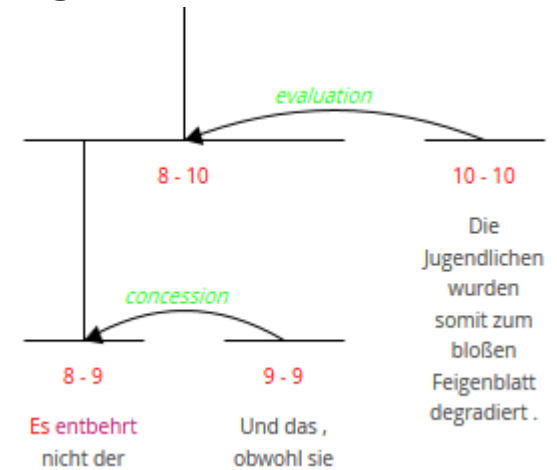 evaluation
8 - 10
10 - 10
Die
Jugendlichen
wurden
somit zum
bloßen
Feigenblatt
degradiert .
concession
8 - 9
9 - 9
Es entbehrt
nicht der
Und das ,
obwohl sie